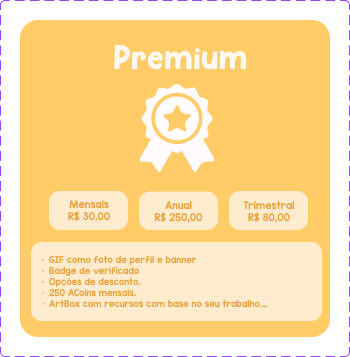 Premium
Mensais
R$ 30,00
Anual
R$ 250,00
Trimestral
R$ 80,00
· GIF como foto de perfil e banner
· Badge de verificado
· Opções de desconto.
· 250 ACoins mensais.
· ArtBox com recursos com base no seu trabalho....